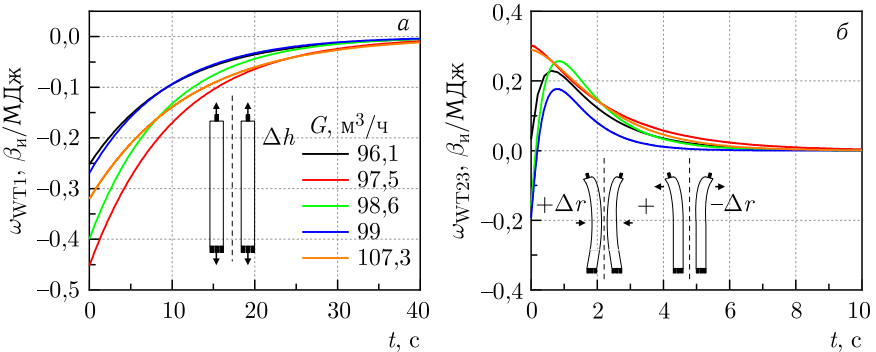 а
0,0
–0,1
–0,2
–0,3
–0,4
–0,5
ω_WT1, β_и/МДж
0
10
20
30
40
t, с
Δh
G, м³/ч
96,1
97,5
98,6
99
107,3
б
0,4
0,2
0,0
–0,2
–0,4
ω_WT23, β_и/МДж
0
2
4
6
8
10
t, с
+Δr
+
–Δr